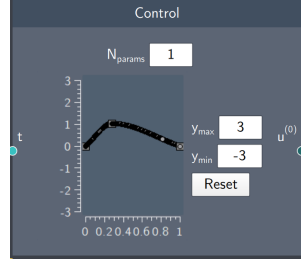 Control
N_params 1
3
2
1
0
-1
-2
-3
0 0.2 0.4 0.6 0.8 1
t
y_max 3
y_min -3
Reset
u^(0)